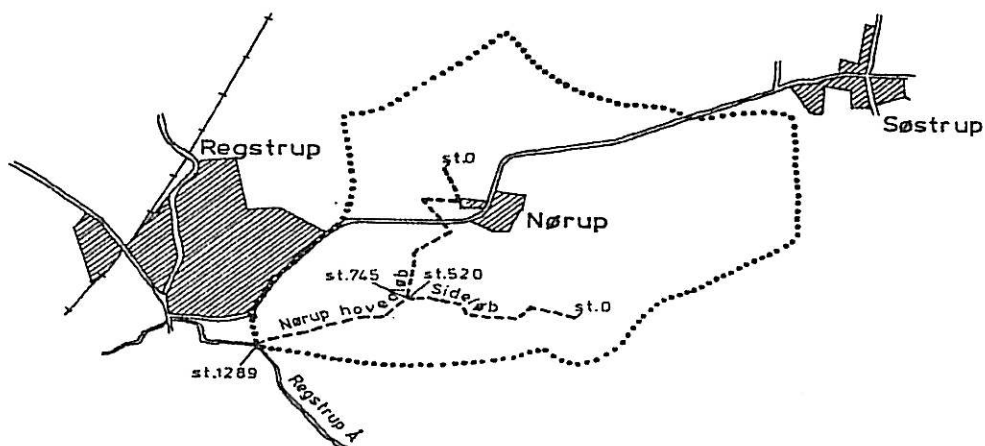 Søstrup
Regstrup
st.0
Nørup
st.745
st.520
Sideløb
Nørup hovedløb
st.0
st.1289
Regstrup Å